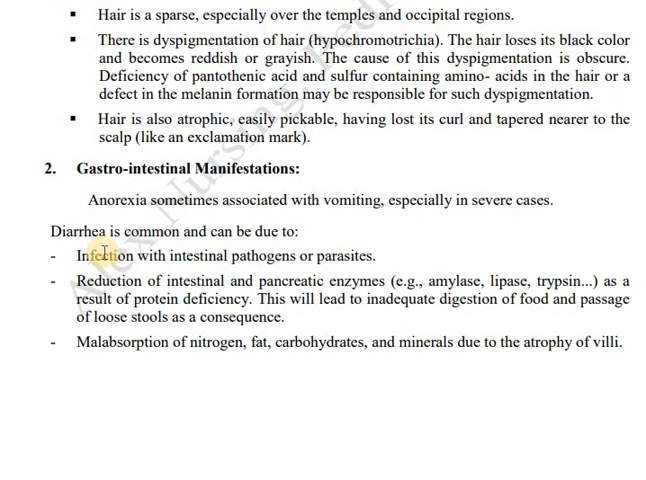 ▪ Hair is a sparse, especially over the temples and occipital regions.
▪ There is dyspigmentation of hair (hypochromotrichia). The hair loses its black color
and becomes reddish or grayish. The cause of this dyspigmentation is obscure.
Deficiency of pantothenic acid and sulfur containing amino- acids in the hair or a
defect in the melanin formation may be responsible for such dyspigmentation.
▪ Hair is also atrophic, easily pickable, having lost its curl and tapered nearer to the
scalp (like an exclamation mark).
2. Gastro-intestinal Manifestations:
Anorexia sometimes associated with vomiting, especially in severe cases.
Diarrhea is common and can be due to:
- Infection with intestinal pathogens or parasites.
- Reduction of intestinal and pancreatic enzymes (e.g., amylase, lipase, trypsin...) as a
result of protein deficiency. This will lead to inadequate digestion of food and passage
of loose stools as a consequence.
- Malabsorption of nitrogen, fat, carbohydrates, and minerals due to the atrophy of villi.
Alex Nursing, Pedi